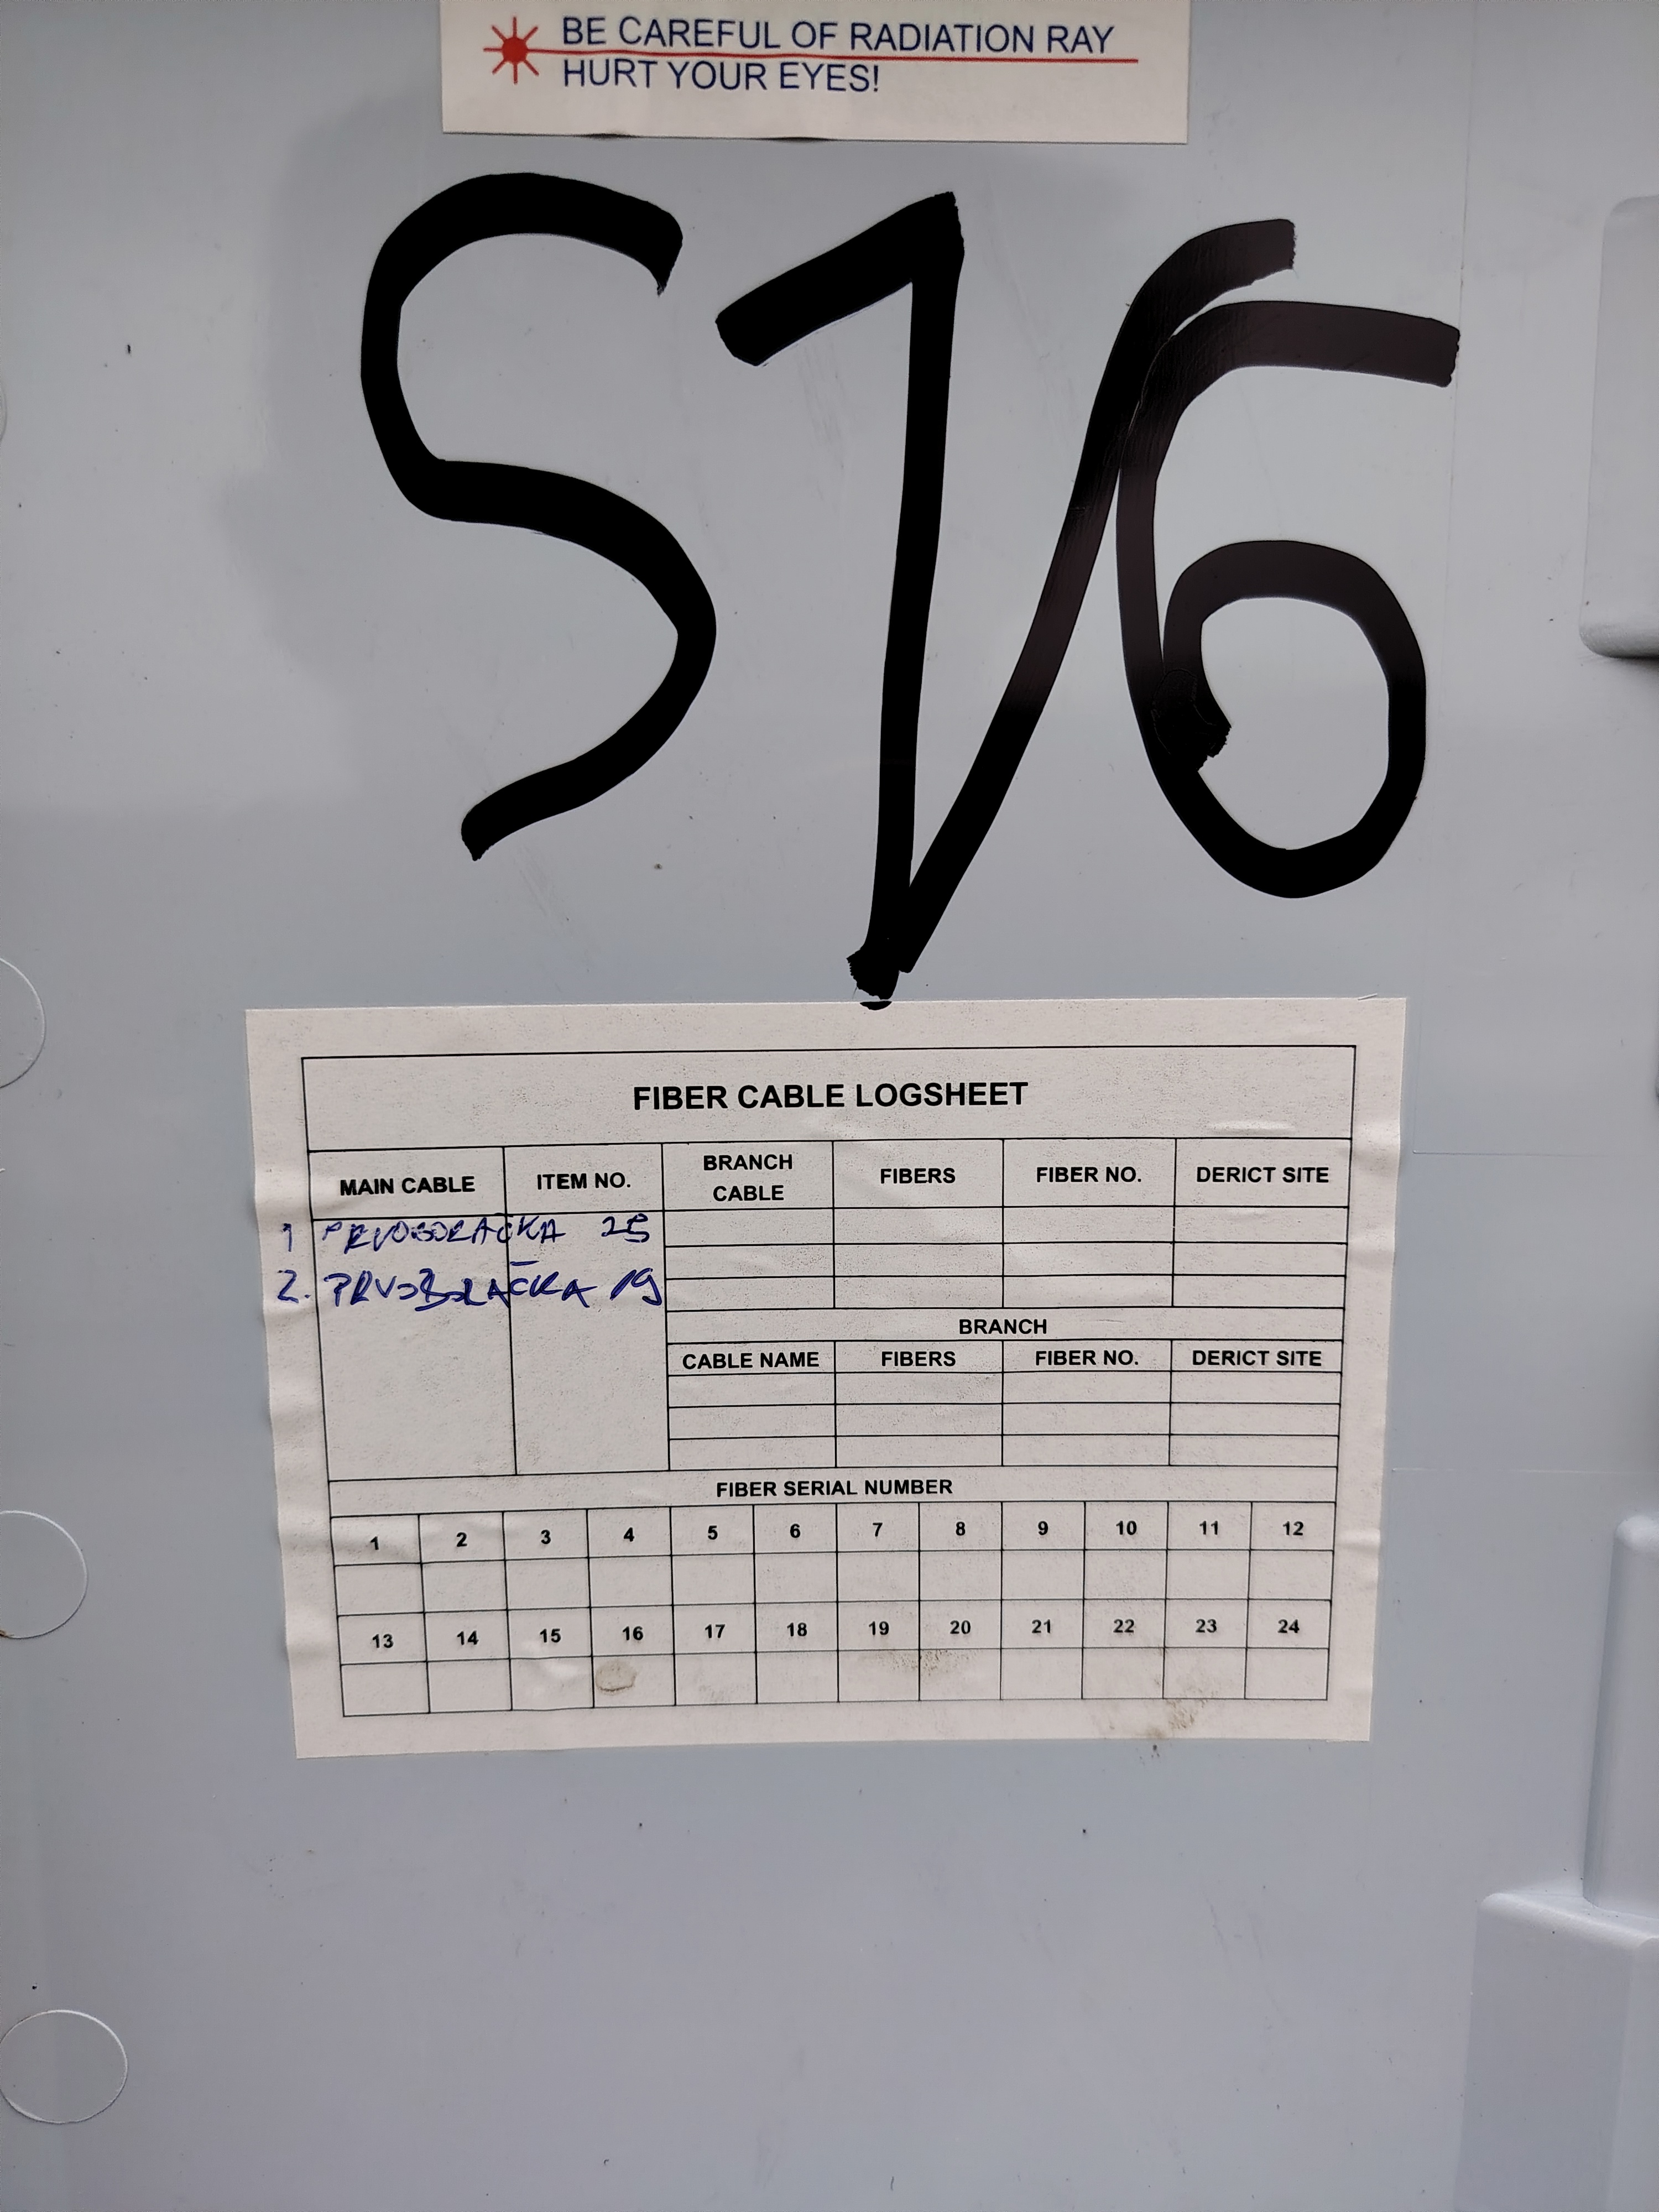 BE CAREFUL OF RADIATION RAY
HURT YOUR EYES!
S1/6
FIBER CABLE LOGSHEET
MAIN CABLE ITEM NO. BRANCH CABLE FIBERS FIBER NO. DERICT SITE
1 PRVOBORAČKA 25
2. PRVOBORAČKA 19
BRANCH
CABLE NAME FIBERS FIBER NO. DERICT SITE
FIBER SERIAL NUMBER
1 2 3 4 5 6 7 8 9 10 11 12
13 14 15 16 17 18 19 20 21 22 23 24